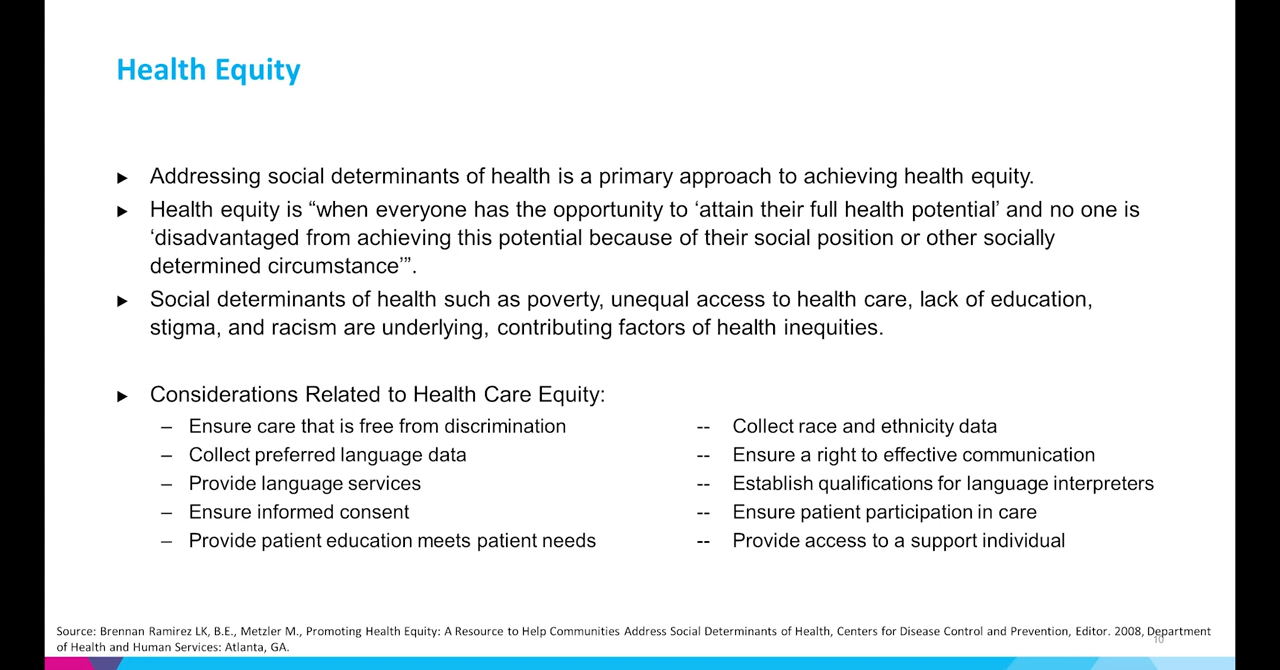 Health Equity
▶ Addressing social determinants of health is a primary approach to achieving health equity.
▶ Health equity is “when everyone has the opportunity to ‘attain their full health potential’ and no one is
‘disadvantaged from achieving this potential because of their social position or other socially
determined circumstance’”.
▶ Social determinants of health such as poverty, unequal access to health care, lack of education,
stigma, and racism are underlying, contributing factors of health inequities.
▶ Considerations Related to Health Care Equity:
– Ensure care that is free from discrimination
– Collect preferred language data
– Provide language services
– Ensure informed consent
– Provide patient education meets patient needs
-- Collect race and ethnicity data
-- Ensure a right to effective communication
-- Establish qualifications for language interpreters
-- Ensure patient participation in care
-- Provide access to a support individual
Source: Brennan Ramirez LK, B.E., Metzler M., Promoting Health Equity: A Resource to Help Communities Address Social Determinants of Health, Centers for Disease Control and Prevention, Editor. 2008, Department
of Health and Human Services: Atlanta, GA.
10